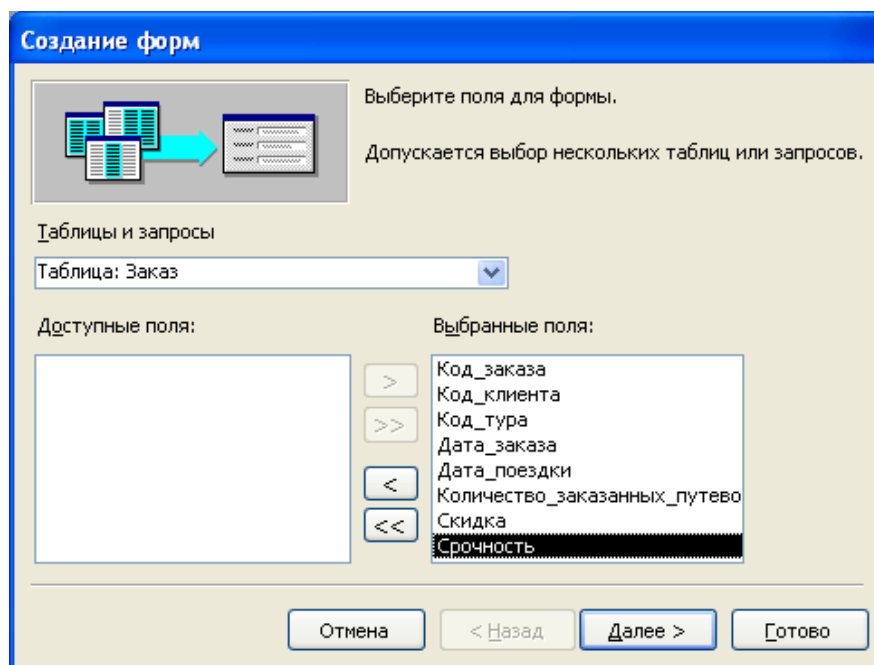 Создание форм
Выберите поля для формы.
Допускается выбор нескольких таблиц или запросов.
Таблицы и запросы
Таблица: Заказ
Доступные поля:
Выбранные поля:
>
>>
<
<<
Код_заказа
Код_клиента
Код_тура
Дата_заказа
Дата_поездки
Количество_заказанных_путево
Скидка
Срочность
Отмена
< Назад
Далее >
Готово